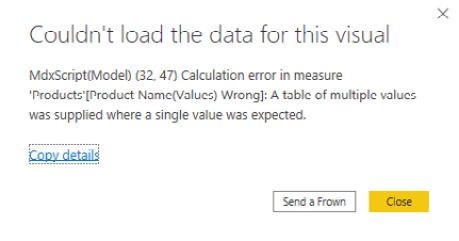 Couldn't load the data for this visual
MdxScript(Model) (32, 47) Calculation error in measure
'Products'[Product Name(Values) Wrong]: A table of multiple values
was supplied where a single value was expected.
Copy details
Send a Frown
Close